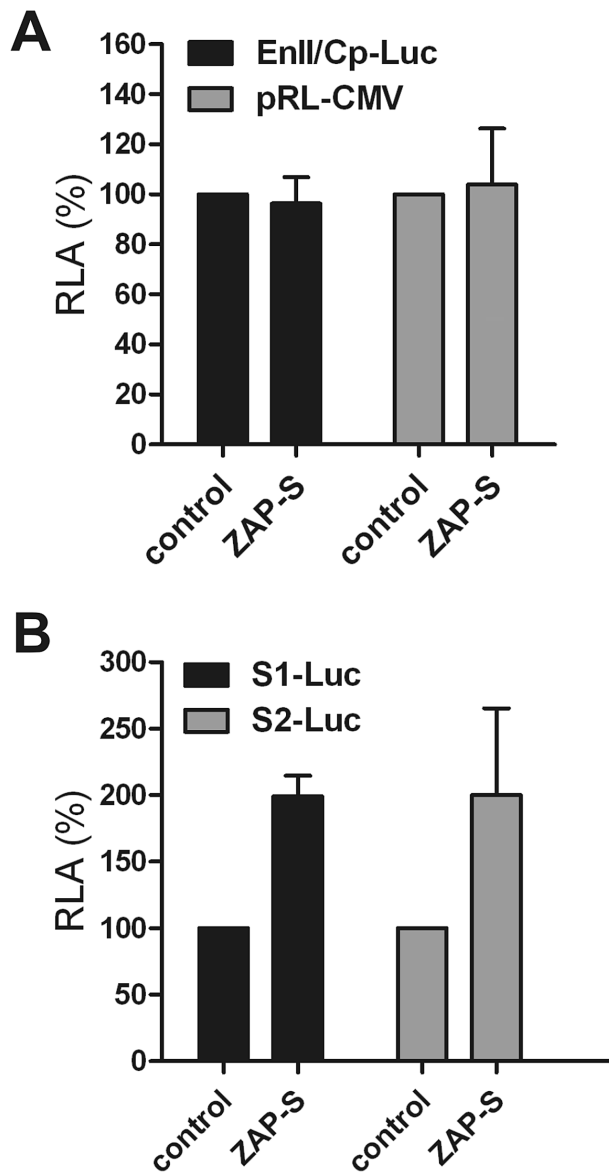 A
160
140
120
100
80
60
40
20
0
RLA (%)
EnII/Cp-Luc
pRL-CMV
control
ZAP-S
control
ZAP-S
B
300
250
200
150
100
50
0
RLA (%)
S1-Luc
S2-Luc
control
ZAP-S
control
ZAP-S